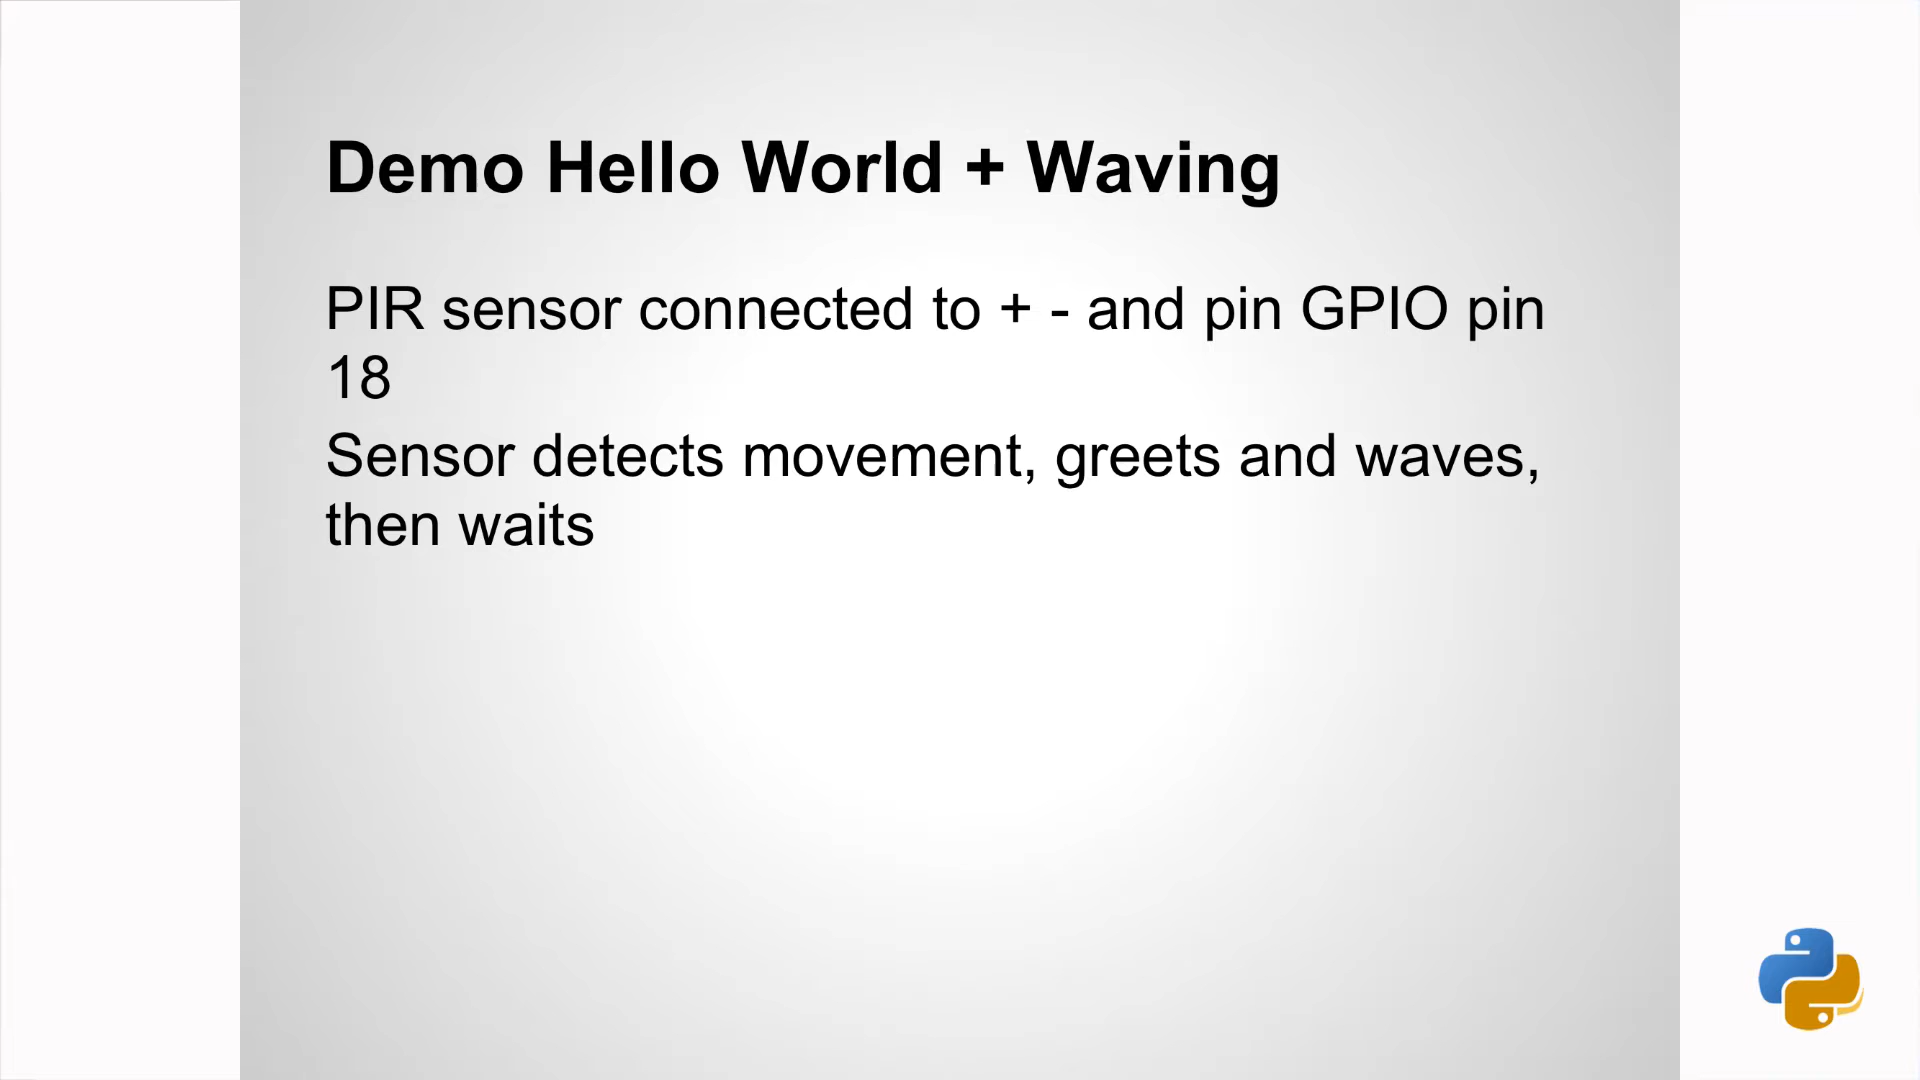 Demo Hello World + Waving
PIR sensor connected to + - and pin GPIO pin
18
Sensor detects movement, greets and waves,
then waits